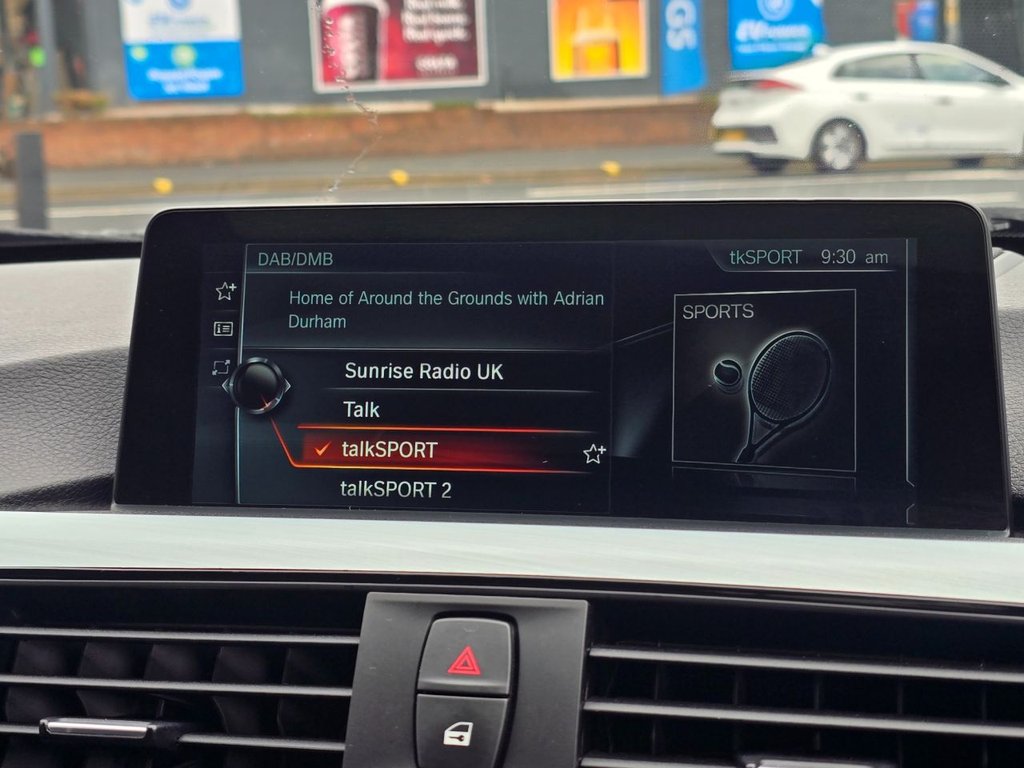 DAB/DMB
tkSPORT 9:30 am
Home of Around the Grounds with Adrian
Durham
SPORTS
Sunrise Radio UK
Talk
talkSPORT
talkSPORT 2